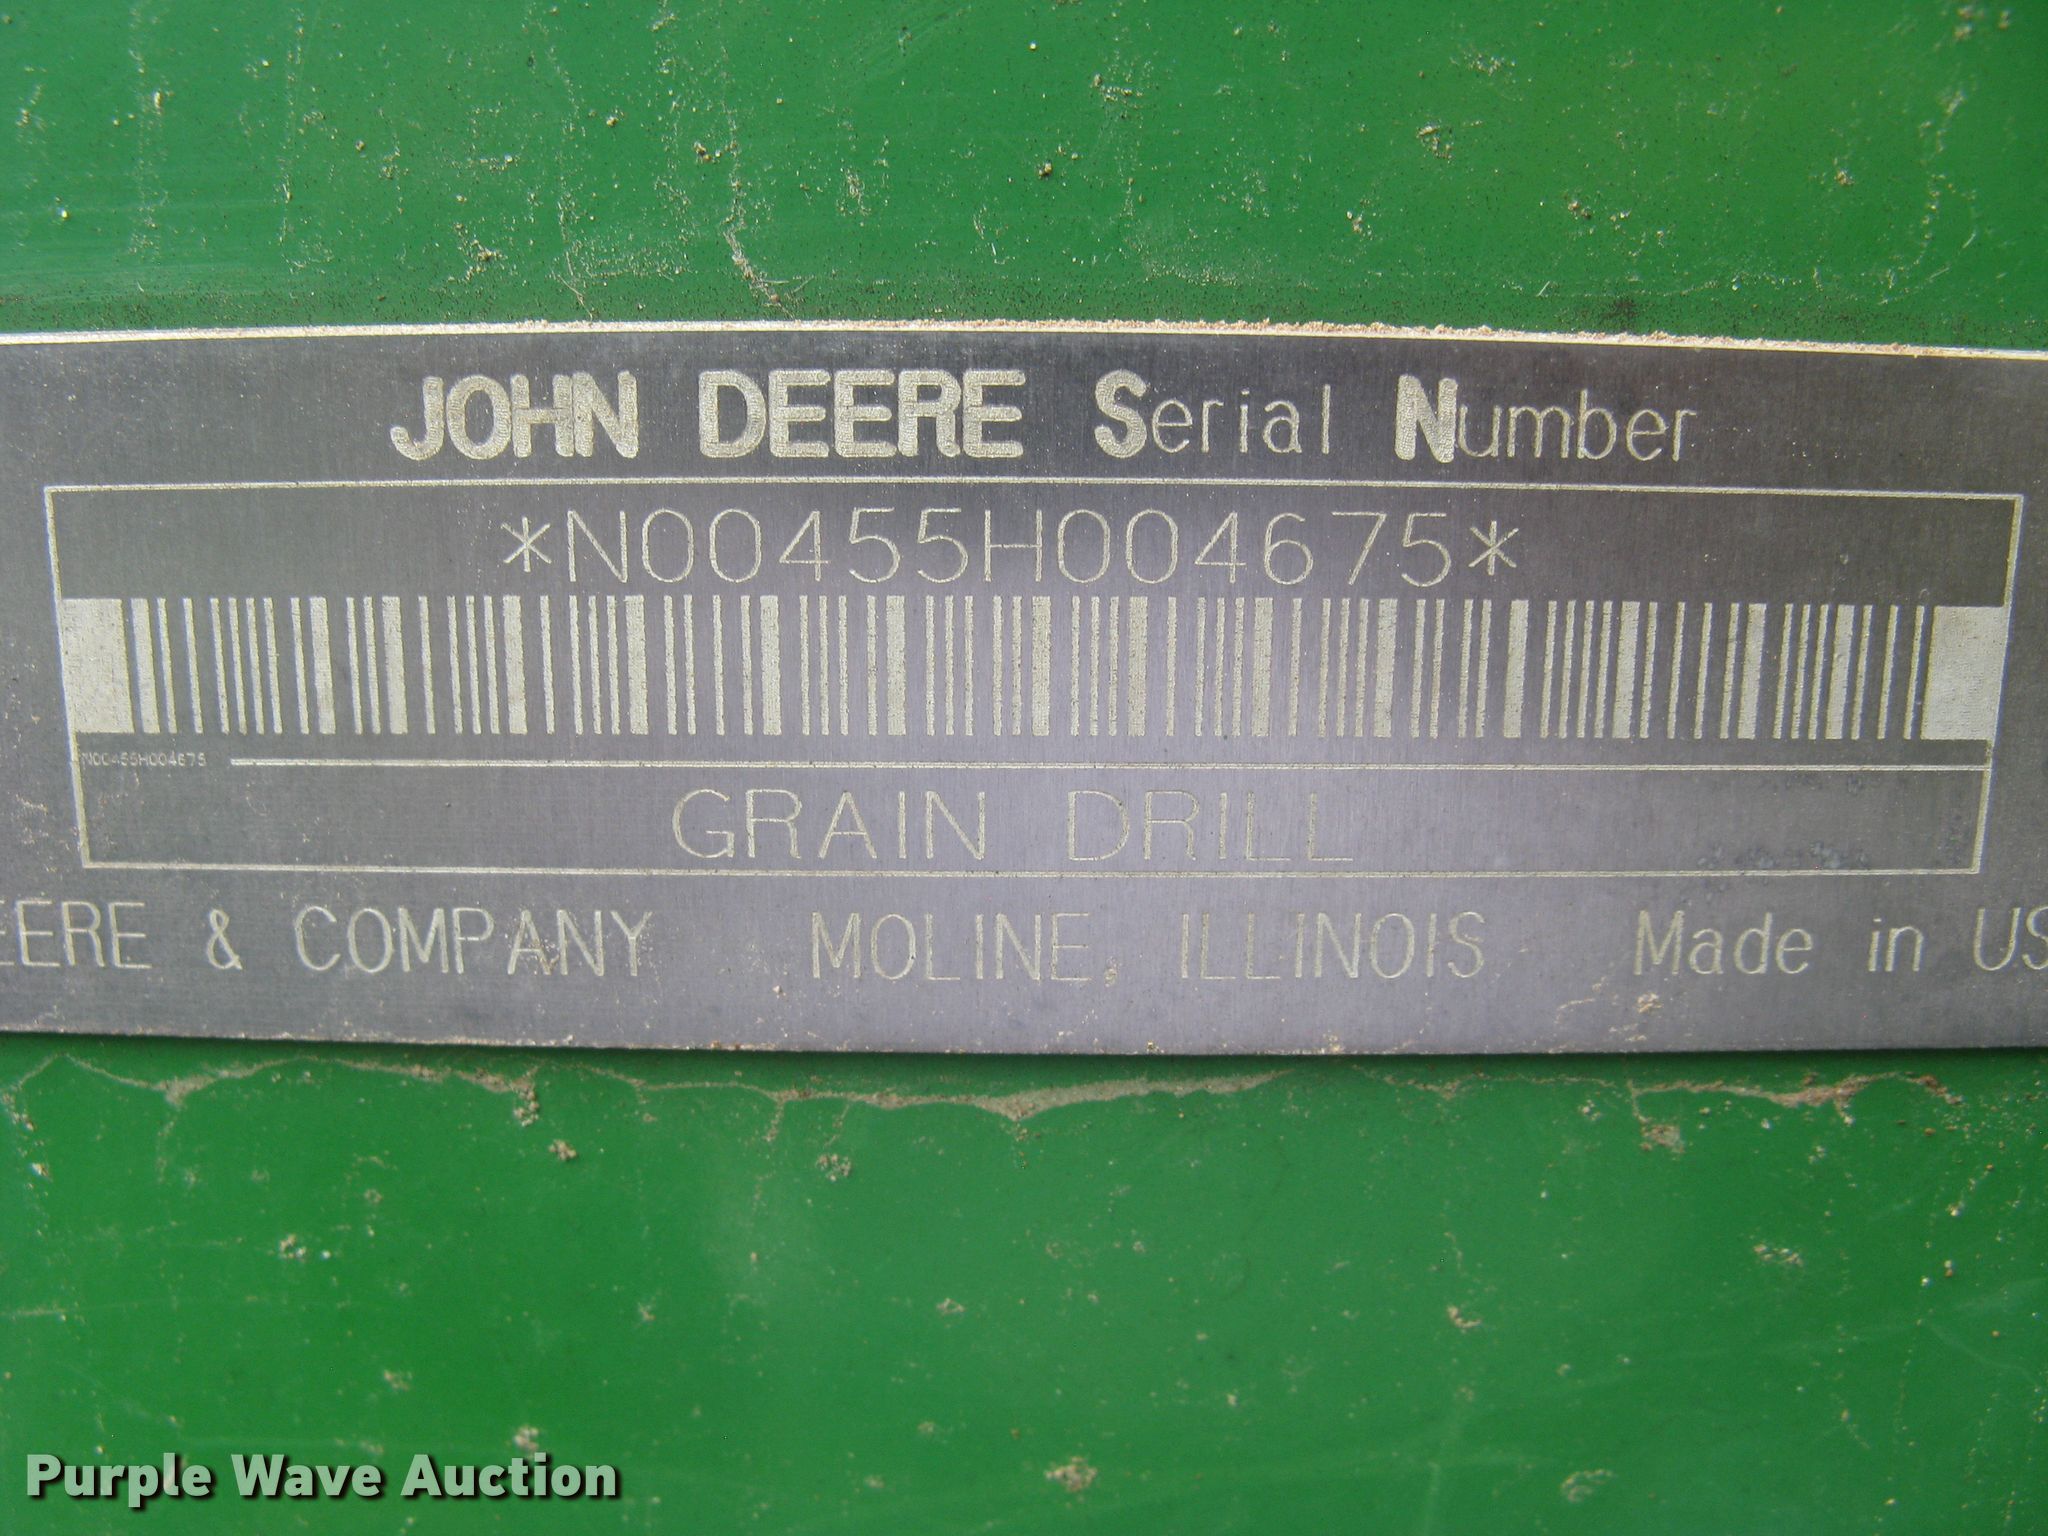 JOHN DEERE Serial Number
*N00455H004675*
N00455H004675
GRAIN DRILL
EERE & COMPANY MOLINE, ILLINOIS Made in US
Purple Wave Auction